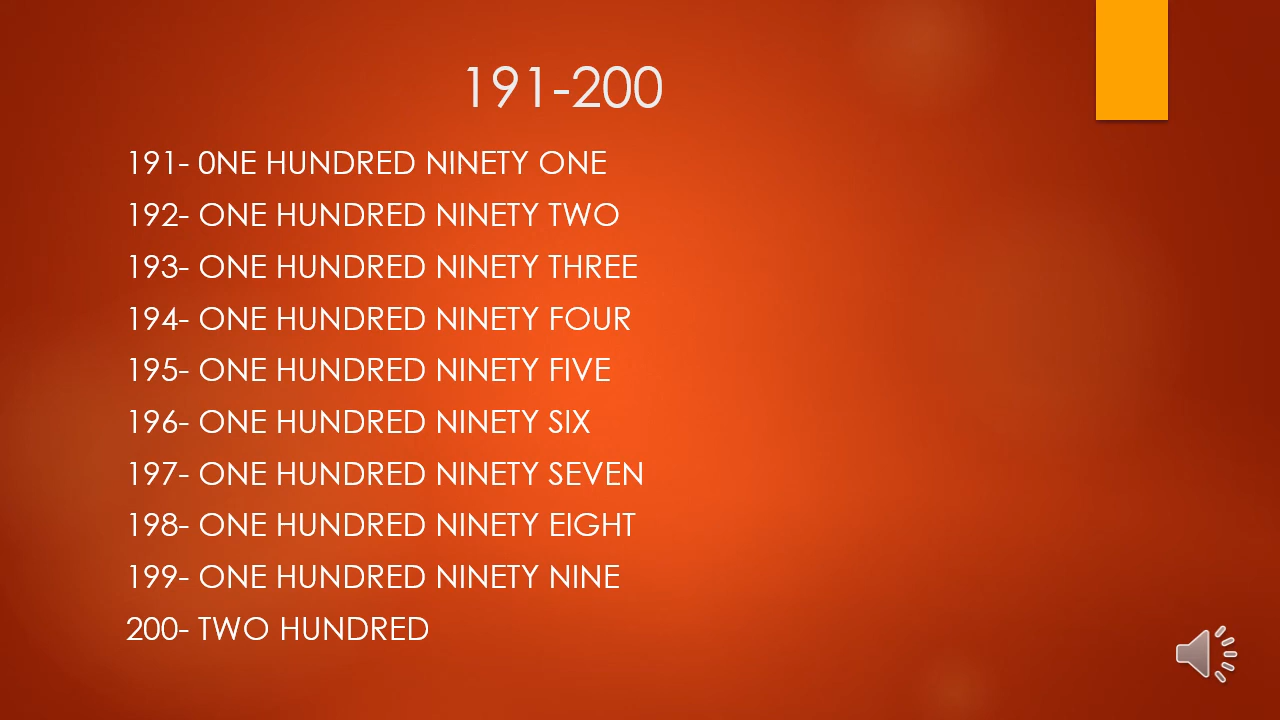 191-200
191- 0NE HUNDRED NINETY ONE
192- ONE HUNDRED NINETY TWO
193- ONE HUNDRED NINETY THREE
194- ONE HUNDRED NINETY FOUR
195- ONE HUNDRED NINETY FIVE
196- ONE HUNDRED NINETY SIX
197- ONE HUNDRED NINETY SEVEN
198- ONE HUNDRED NINETY EIGHT
199- ONE HUNDRED NINETY NINE
200- TWO HUNDRED